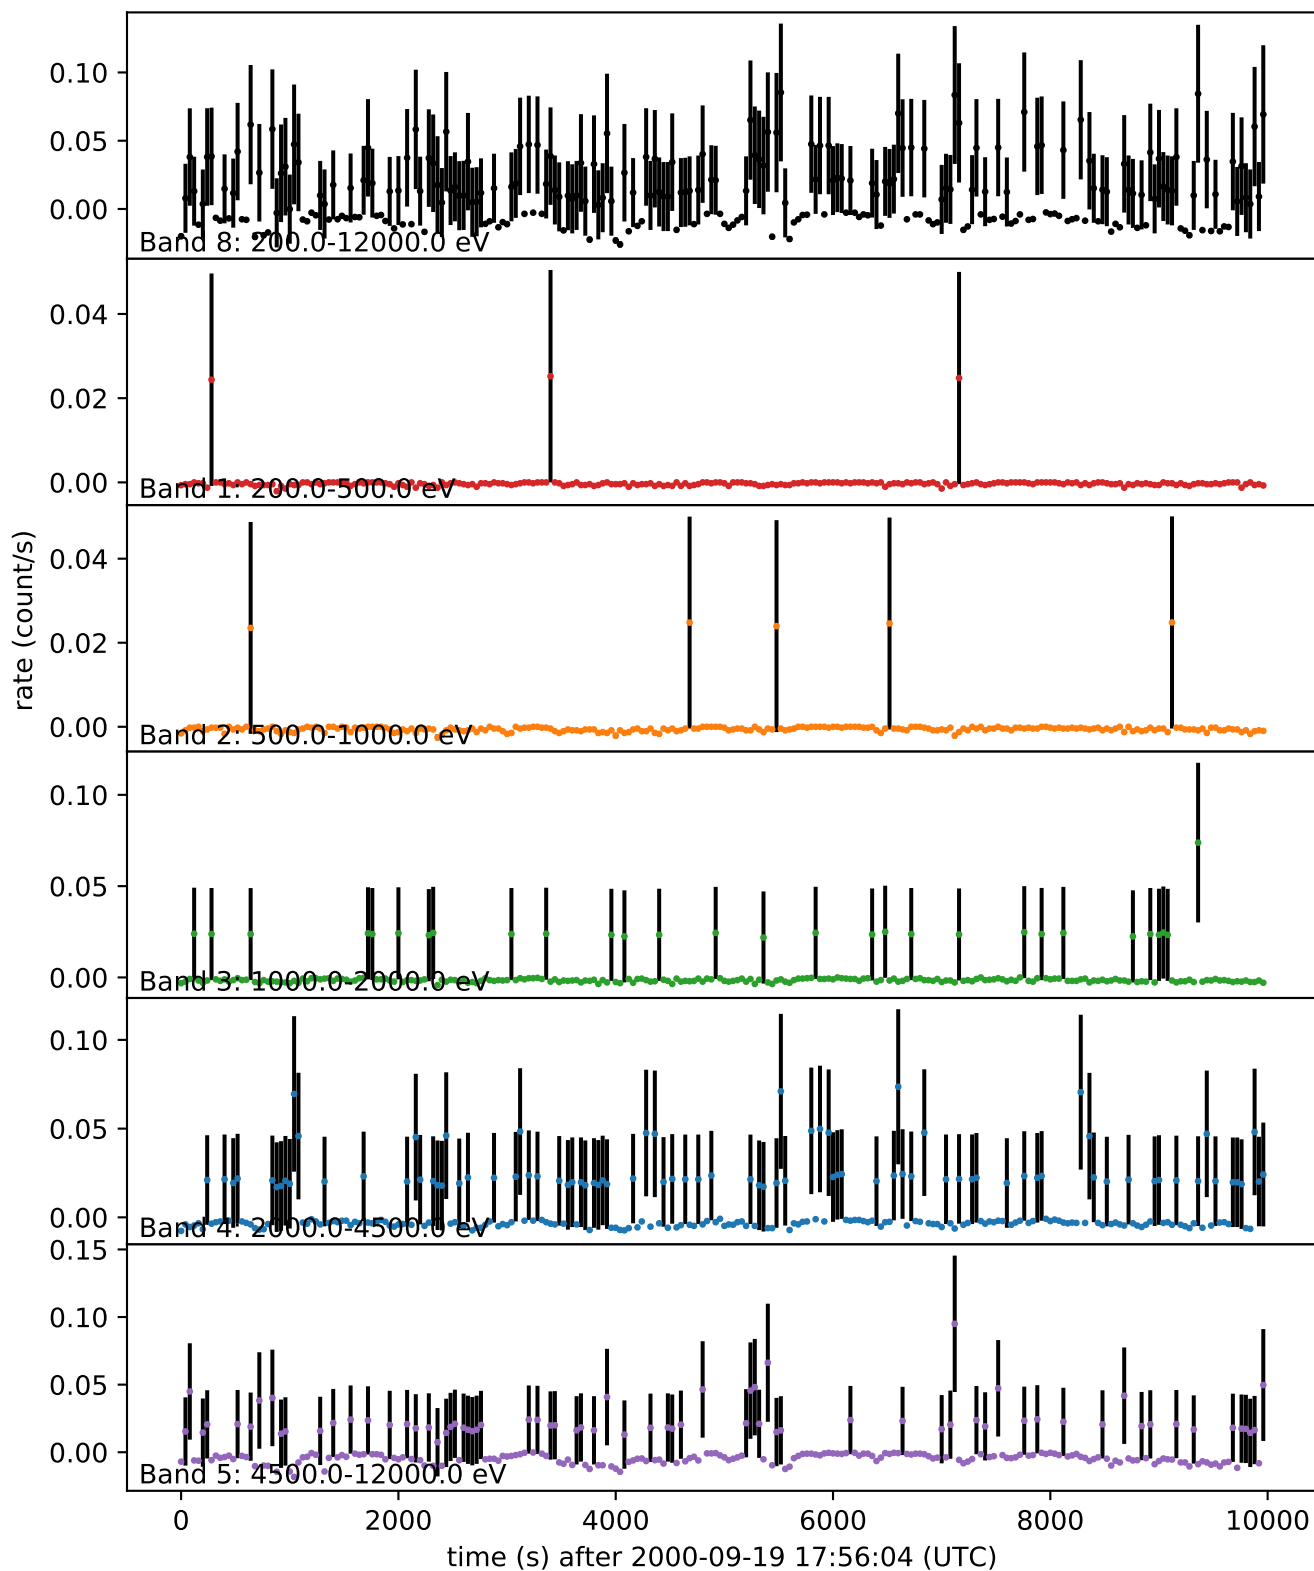 0.10
0.05
0.00
Band 8: 200.0-12000.0 eV
0.04
0.02
0.00
Band 1: 200.0-500.0 eV
rate (count/s)
0.04
0.02
0.00
Band 2: 500.0-1000.0 eV
0.10
0.05
0.00
Band 3: 1000.0-2000.0 eV
0.10
0.05
0.00
Band 4: 2000.0-4500.0 eV
0.15
0.10
0.05
0.00
Band 5: 4500.0-12000.0 eV
0 2000 4000 6000 8000 10000
time (s) after 2000-09-19 17:56:04 (UTC)